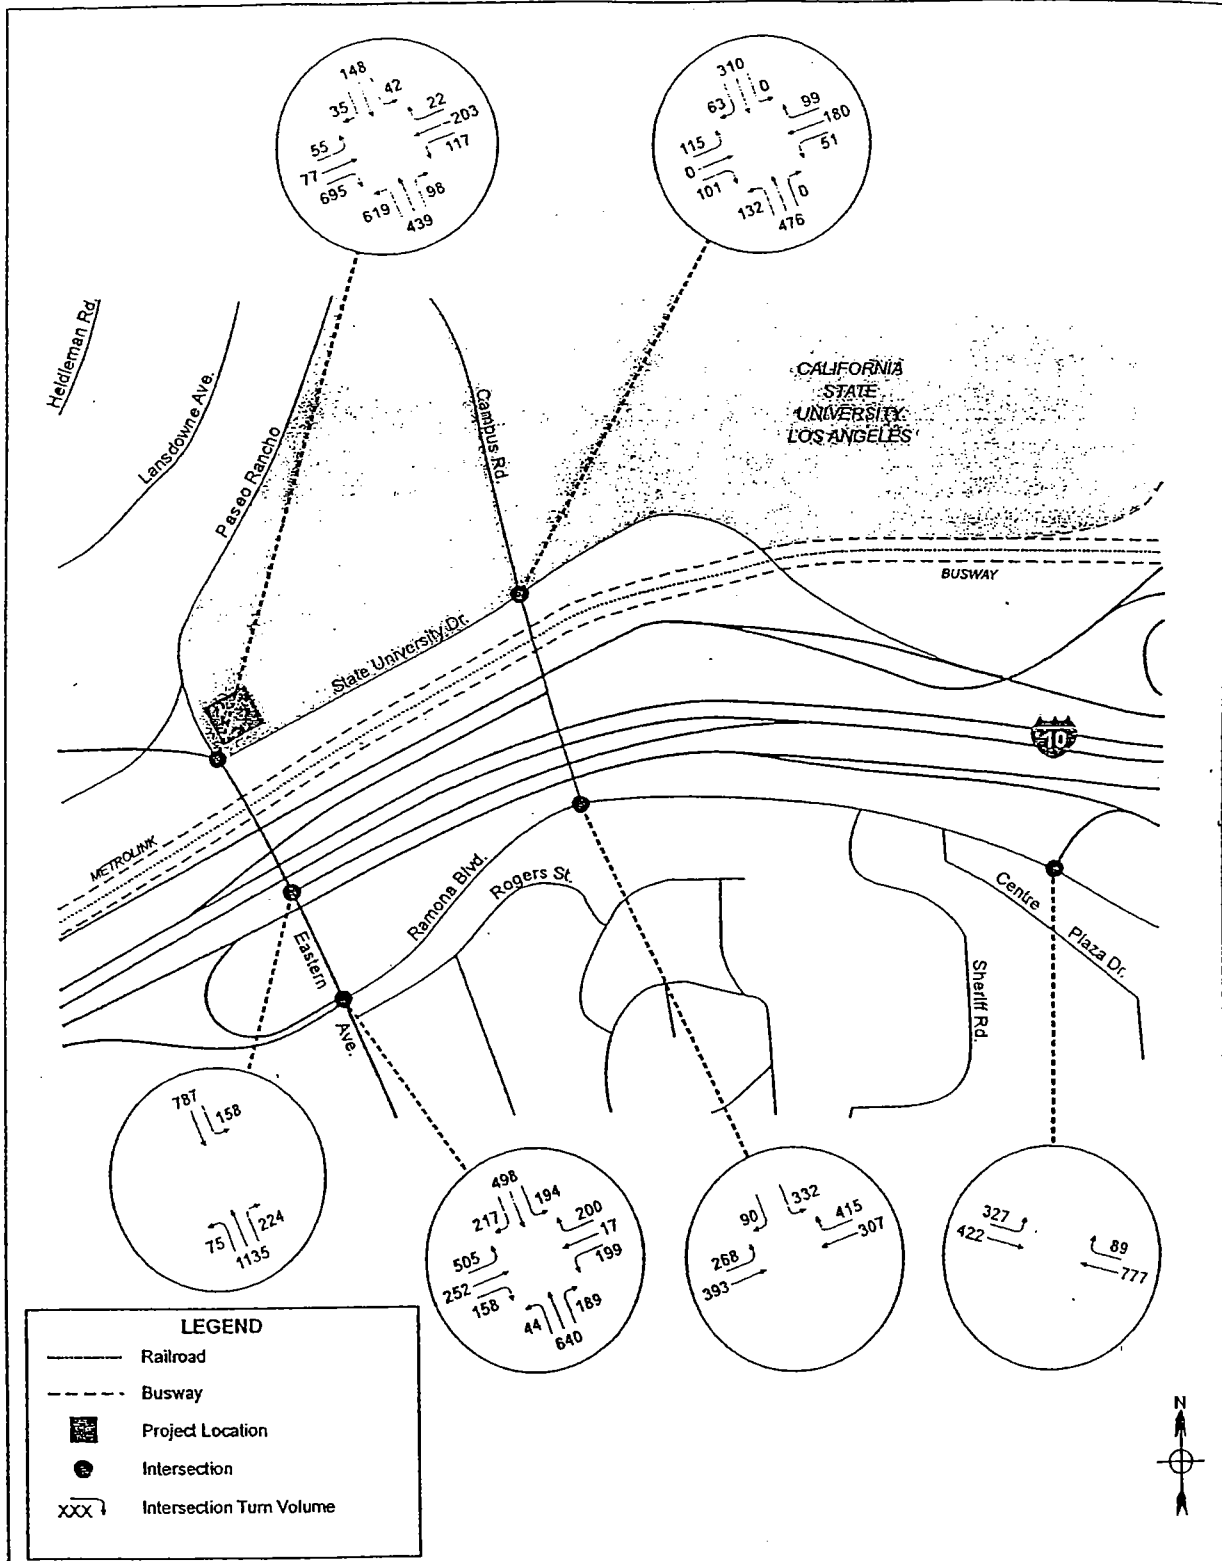 148
42
35
22
203
117
55
77
695
619
439
98
310
0
63
99
180
51
115
0
101
132
476
0
Heidleman Rd.
Lansdowne Ave.
Paseo Rancho
Campus Rd.
CALIFORNIA
STATE
UNIVERSITY
LOS ANGELES
BUSWAY
State University Dr.
10
METROLINK
Ramona Blvd.
Rogers St.
Eastern
Ave.
Centre
Plaza Dr.
Sheriff Rd.
787
158
75
1135
224
498
194
217
200
17
199
505
252
158
44
640
189
90
332
415
307
268
393
327
422
89
777
LEGEND
Railroad
Busway
Project Location
Intersection
XXX Intersection Turn Volume
N